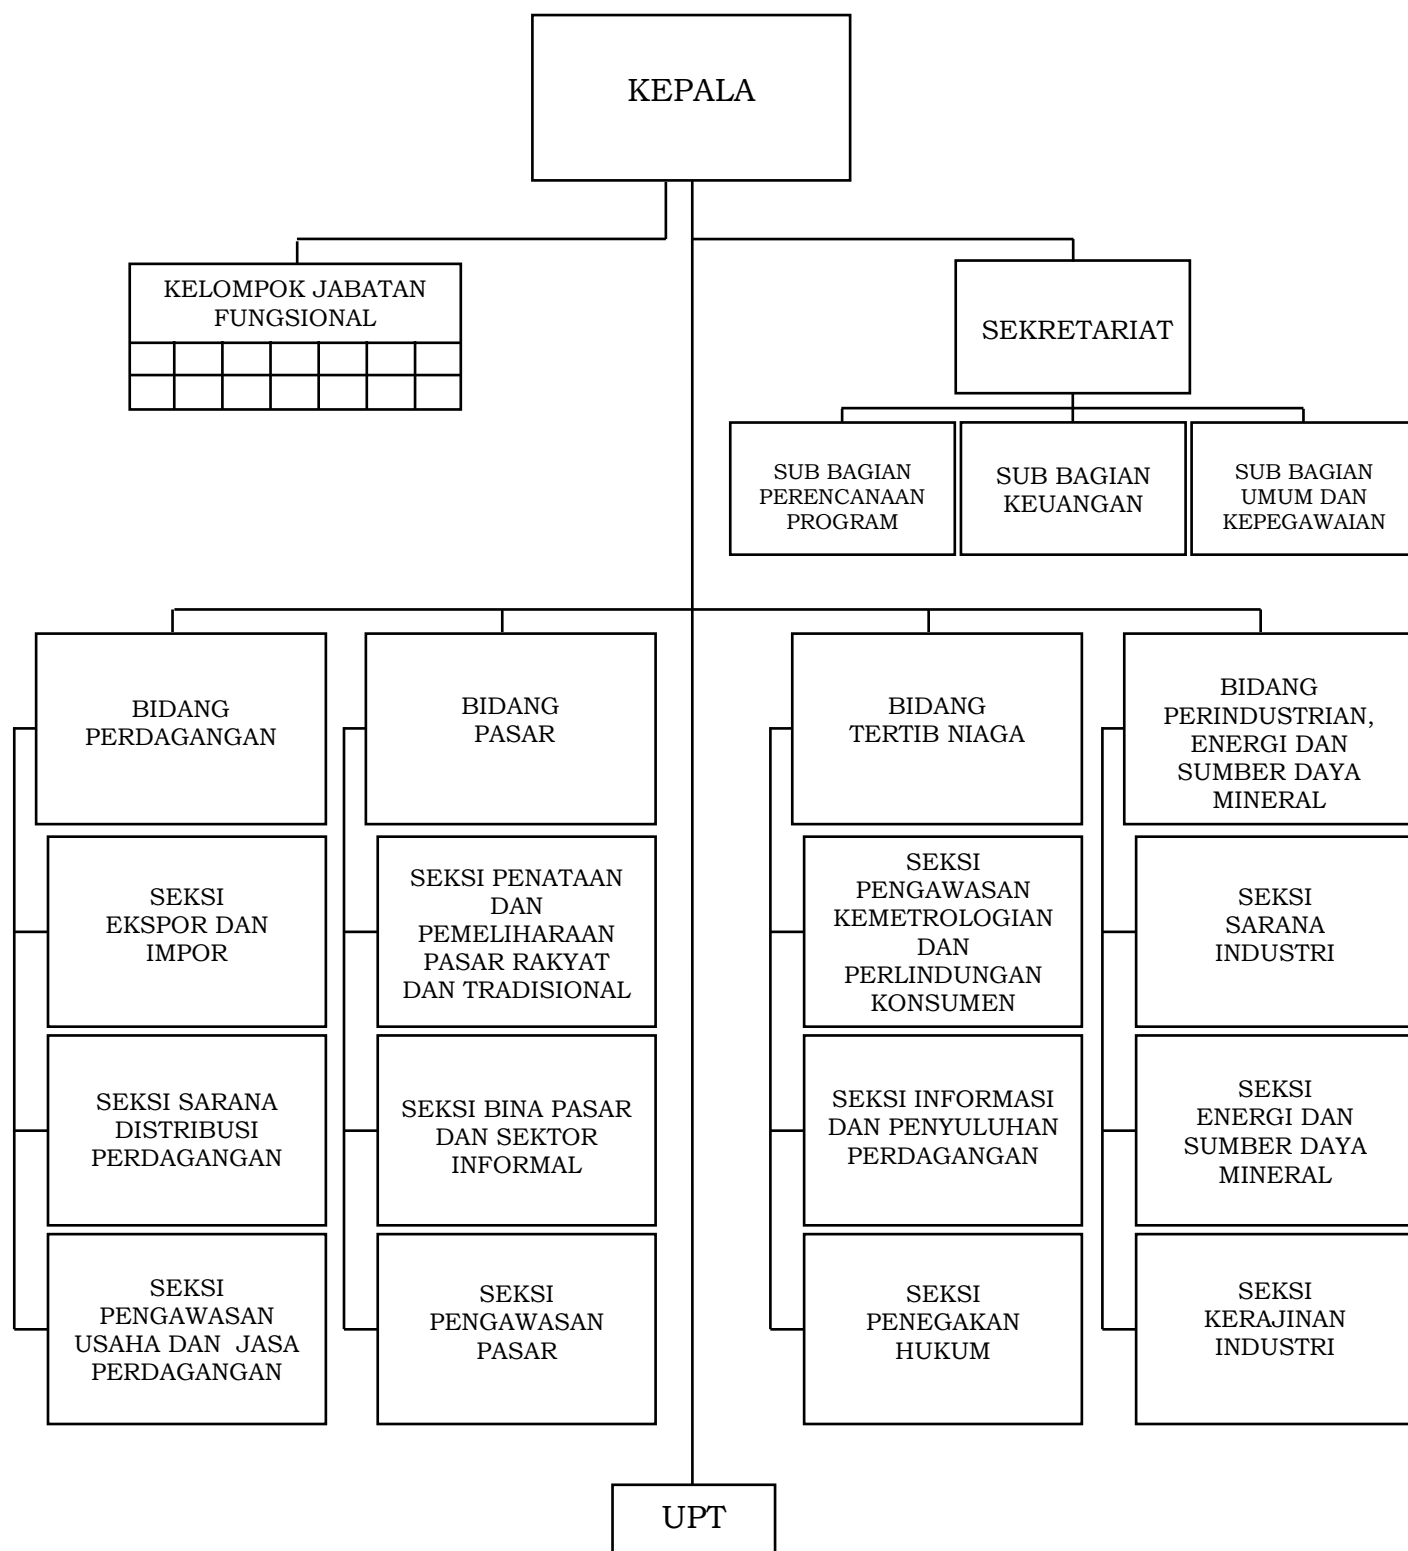 KEPALA
KELOMPOK JABATAN
FUNGSIONAL
SEKRETARIAT
SUB BAGIAN
PERENCANAAN
PROGRAM
SUB BAGIAN
KEUANGAN
SUB BAGIAN
UMUM DAN
KEPEGAWAIAN
BIDANG
PERDAGANGAN
BIDANG
PASAR
BIDANG
TERTIB NIAGA
BIDANG
PERINDUSTRIAN,
ENERGI DAN
SUMBER DAYA
MINERAL
SEKSI
EKSPOR DAN
IMPOR
SEKSI PENATAAN
DAN
PEMELIHARAAN
PASAR RAKYAT
DAN TRADISIONAL
SEKSI
PENGAWASAN
KEMETROLOGIAN
DAN
PERLINDUNGAN
KONSUMEN
SEKSI
SARANA
INDUSTRI
SEKSI SARANA
DISTRIBUSI
PERDAGANGAN
SEKSI BINA PASAR
DAN SEKTOR
INFORMAL
SEKSI INFORMASI
DAN PENYULUHAN
PERDAGANGAN
SEKSI
ENERGI DAN
SUMBER DAYA
MINERAL
SEKSI
PENGAWASAN
USAHA DAN  JASA
PERDAGANGAN
SEKSI
PENGAWASAN
PASAR
SEKSI
PENEGAKAN
HUKUM
SEKSI
KERAJINAN
INDUSTRI
UPT